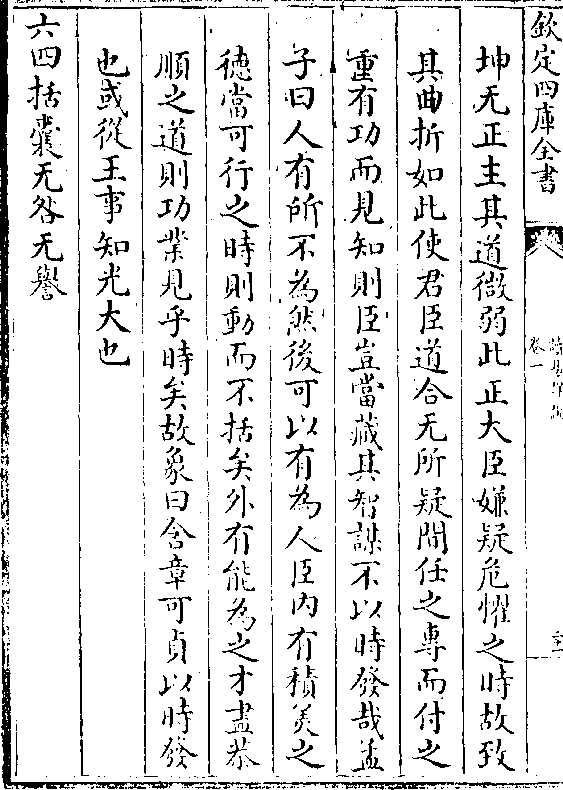 欽定四庫全書
卷一
坤无正主其道微弱此正大臣嫌疑危懼之時故致
其曲折如此使君臣道合无所疑間任之專而付之
重有功而見知則臣豈當藏其智謀不以時發哉孟
子曰人有所不為然後可以有為人臣内有積美之
徳當可行之時則動而不括矣外有能為之才盡恭
順之道則功業見乎時矣故象曰含章可貞以時發
也或從王事知光大也
六四括囊无咎无譽